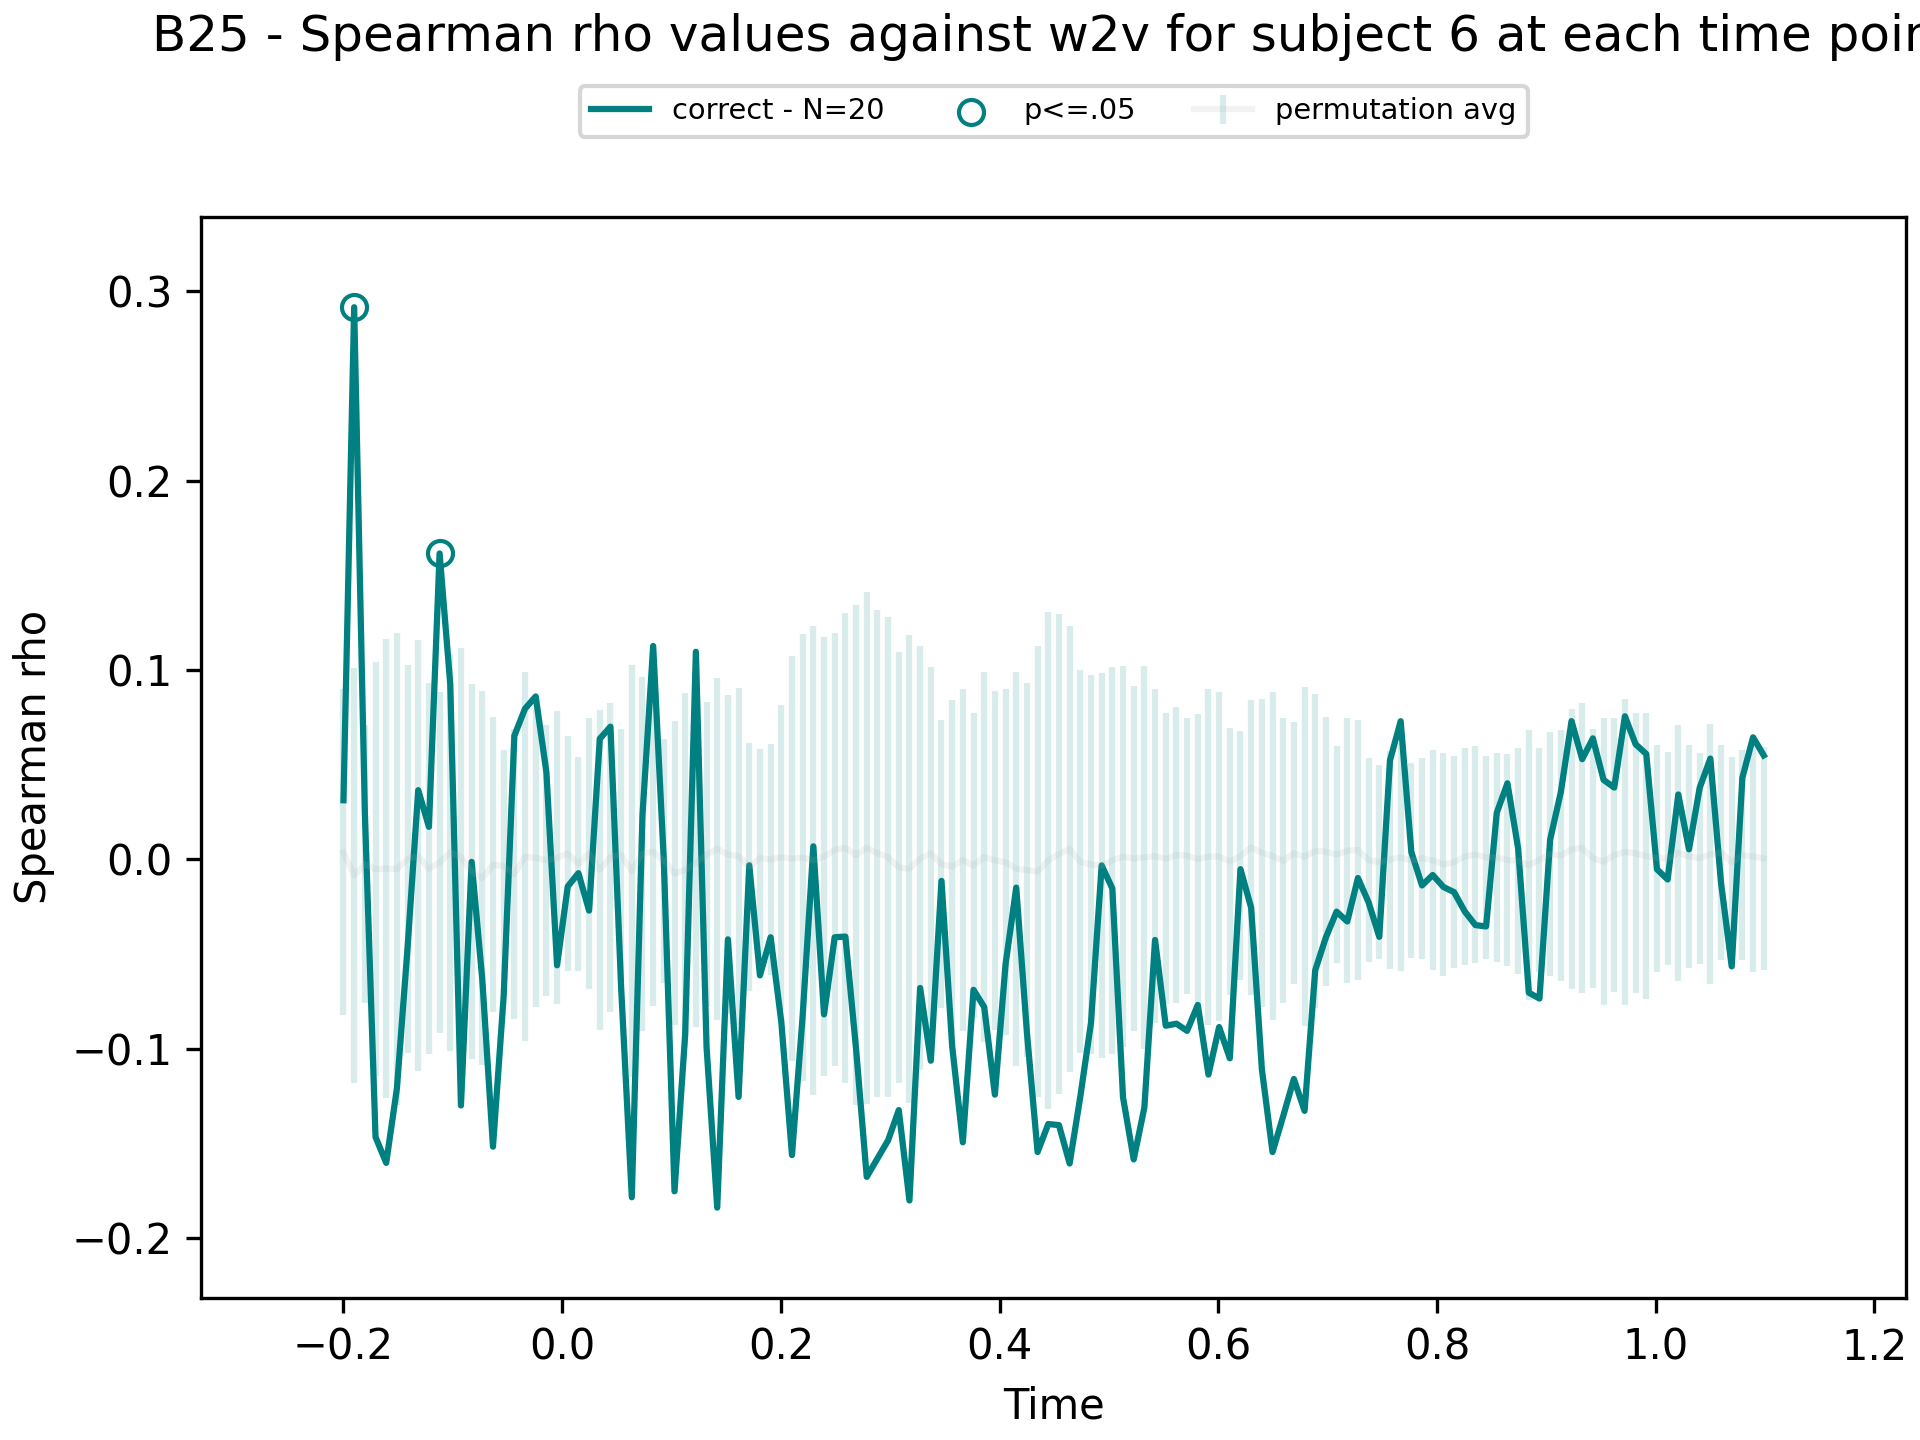 B25 - Spearman rho values against w2v for subject 6 at each time poin
correct - N=20 p<=.05 permutation avg
0.3
0.2
0.1
0.0
−0.1
−0.2
Spearman rho
−0.2 0.0 0.2 0.4 0.6 0.8 1.0 1.2
Time